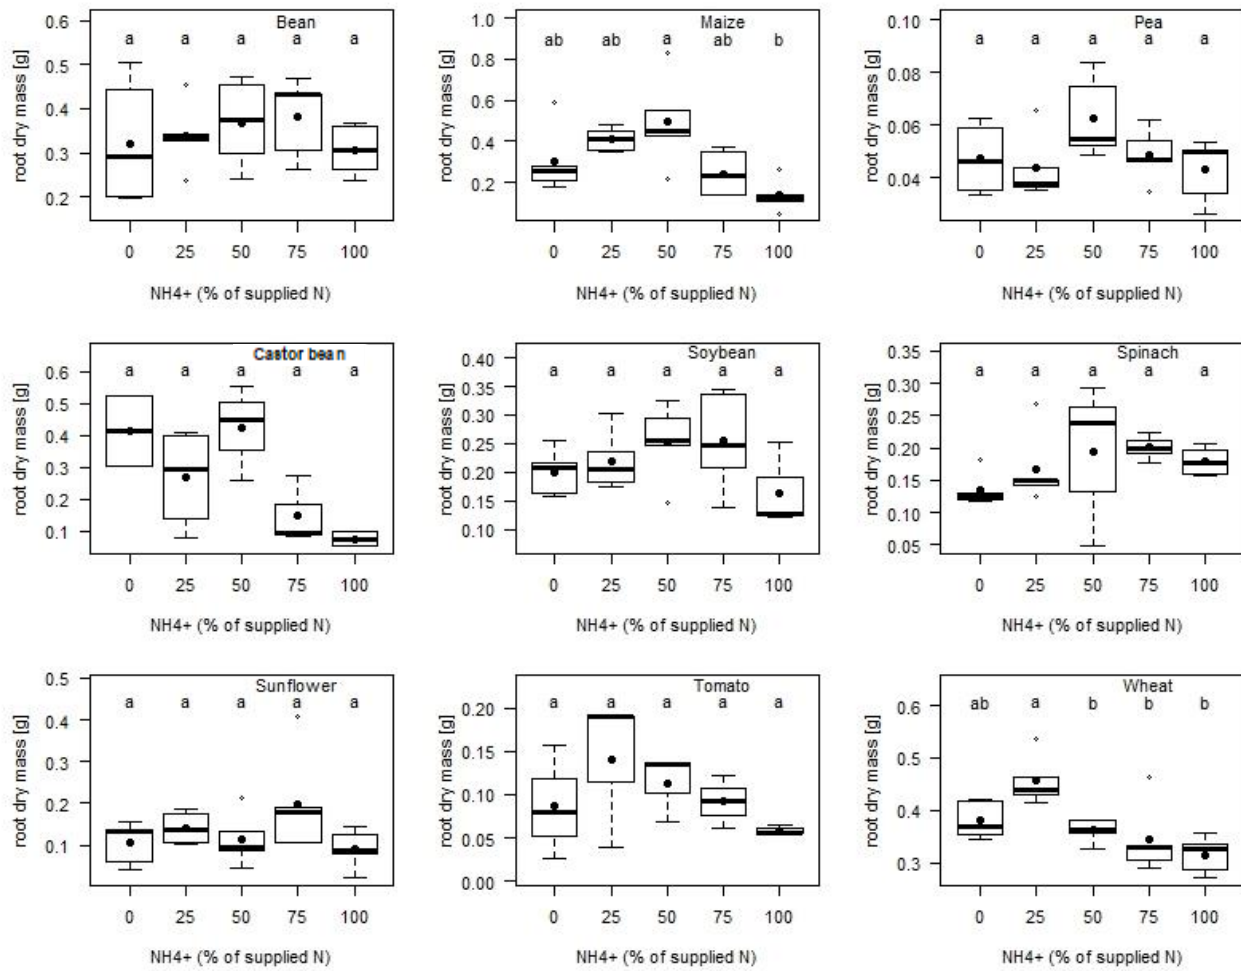 Bean
root dry mass [g]
0.6
0.5
0.4
0.3
0.2
a a a a a
0 25 50 75 100
NH4+ (% of supplied N)
Maize
root dry mass [g]
1.0
0.8
0.6
0.4
0.2
ab ab a ab b
0 25 50 75 100
NH4+ (% of supplied N)
Pea
root dry mass [g]
0.10
0.08
0.06
0.04
a a a a a
0 25 50 75 100
NH4+ (% of supplied N)
Castor bean
root dry mass [g]
0.6
0.5
0.4
0.3
0.2
0.1
a a a a a
0 25 50 75 100
NH4+ (% of supplied N)
Soybean
root dry mass [g]
0.40
0.35
0.30
0.25
0.20
0.15
0.10
a a a a a
0 25 50 75 100
NH4+ (% of supplied N)
Spinach
root dry mass [g]
0.35
0.30
0.25
0.20
0.15
0.10
0.05
a a a a a
0 25 50 75 100
NH4+ (% of supplied N)
Sunflower
root dry mass [g]
0.5
0.4
0.3
0.2
0.1
a a a a a
0 25 50 75 100
NH4+ (% of supplied N)
Tomato
root dry mass [g]
0.20
0.15
0.10
0.05
0.00
a a a a a
0 25 50 75 100
NH4+ (% of supplied N)
Wheat
root dry mass [g]
0.6
0.5
0.4
0.3
ab a b b b
0 25 50 75 100
NH4+ (% of supplied N)